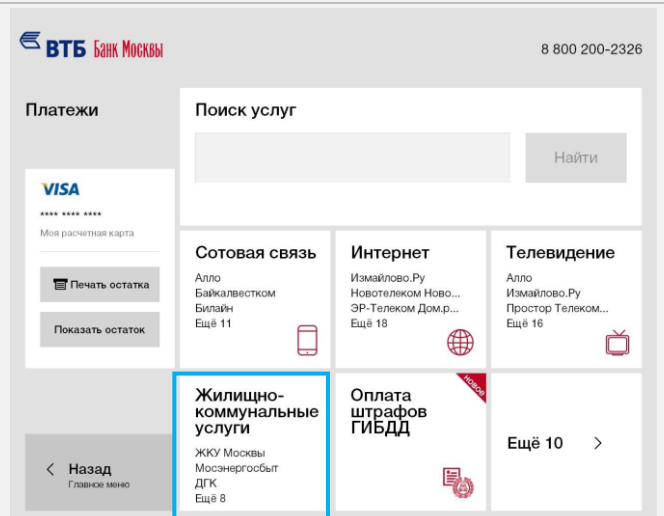 ВТБ Банк Москвы
8 800 200-2326
Платежи
VISA
**** **** ****
Моя расчетная карта
Печать остатка
Показать остаток
Назад
Главное меню
Поиск услуг
Найти
Сотовая связь
Алло
Байкалвестком
Билайн
Ещё 11
Интернет
Измайлово.Ру
Новотелеком Ново...
ЭР-Телеком Дом.р...
Ещё 18
Телевидение
Алло
Измайлово.Ру
Простор Телеком...
Ещё 16
Жилищно-
коммунальные
услуги
ЖКУ Москвы
Мосэнергосбыт
ДГК
Ещё 8
Оплата
штрафов
ГИБДД
НОВОЕ
Ещё 10